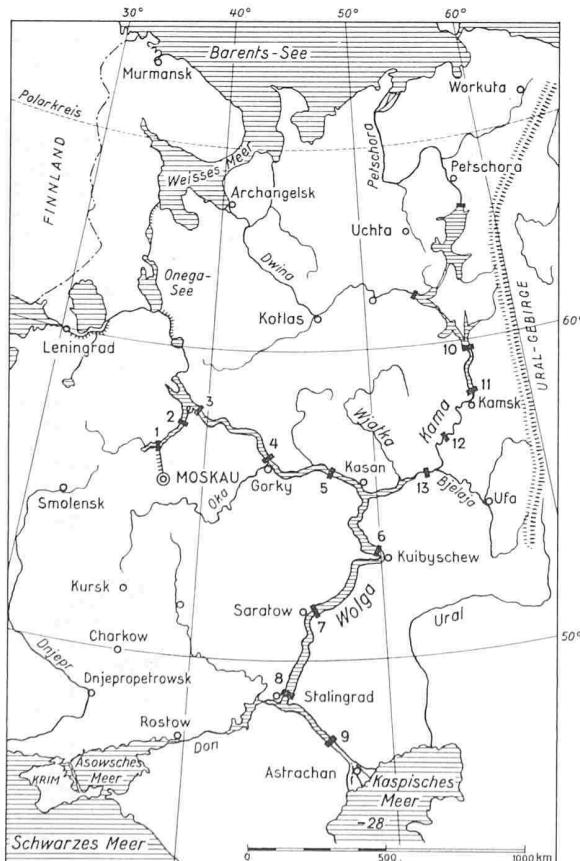 30°
40°
50°
60°
Barents-See
Murmansk
Workuta
Polarkreis
Petschora
Petschora
FINNLAND
Weisses Meer
Archangelsk
Uchta
Dwina
Onega-
See
URAL-GEBIRGE
Kotlas
60°
Leningrad
10
11
3
Kamsk
2
Kama
Wjatka
1
4
12
MOSKAU
Kasan
Gorky
5
13
Bjelaja
Oka
Ufa
Smolensk
6
Kuibyschew
Kursk
Wolga
Saratow
7
Ural
Charkow
50°
Dnjepr
8
Dnjepropetrowsk
Stalingrad
Rostow
9
Don
Asowsches
Meer
Astrachan
KRIM
Kaspisches
Meer
-28
Schwarzes Meer
0
500
1000 km